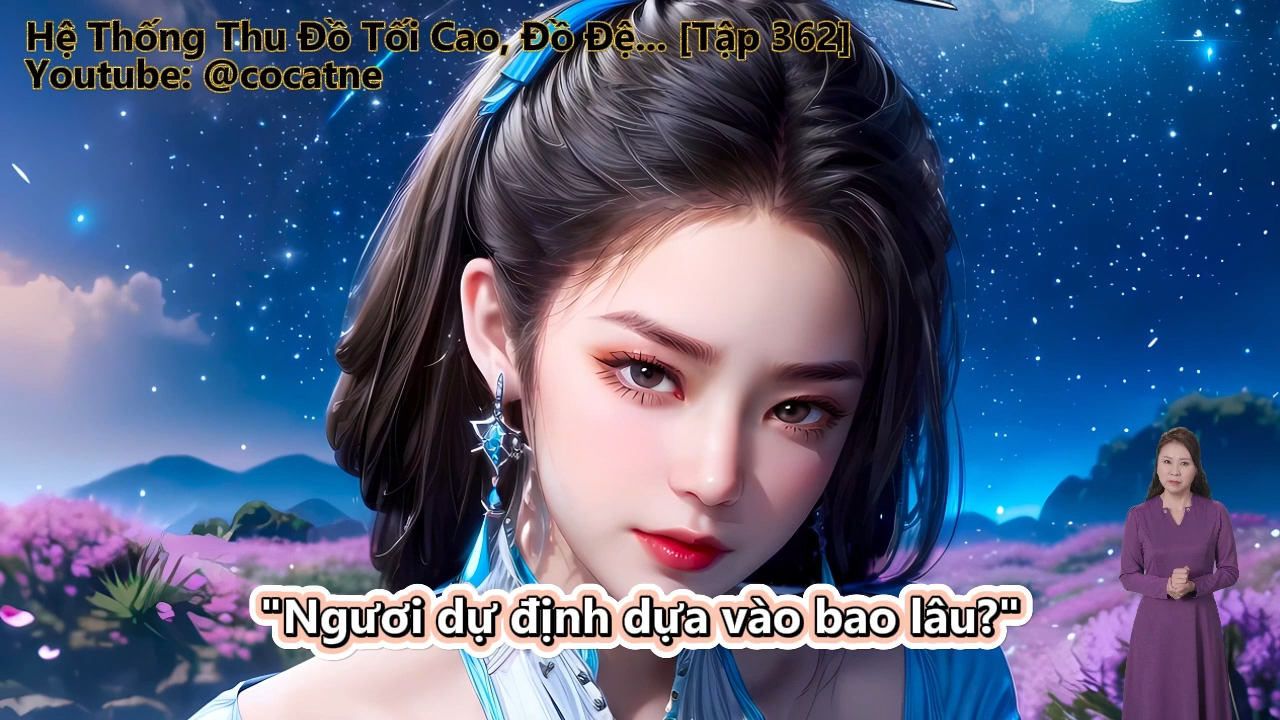 Hệ Thống Thu Đồ Tối Cao, Đồ Đệ... [Tập 362]
Youtube: @cocatne
"Ngươi dự định dựa vào bao lâu?"